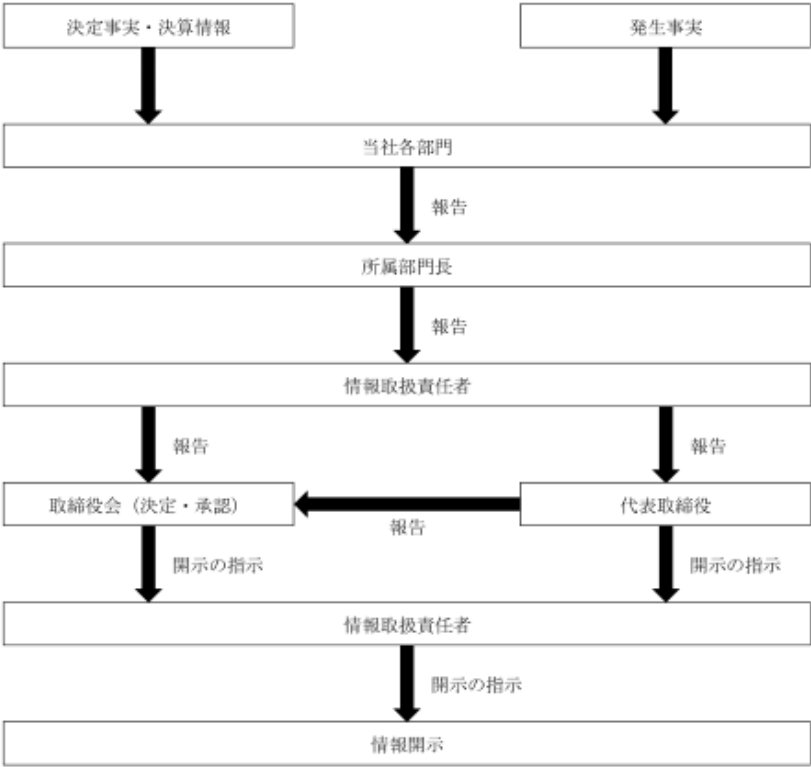 決定事実・決算情報
発生事実
当社各部門
報告
所属部門長
報告
情報取扱責任者
報告
報告
取締役会（決定・承認）
代表取締役
報告
開示の指示
開示の指示
情報取扱責任者
開示の指示
情報開示